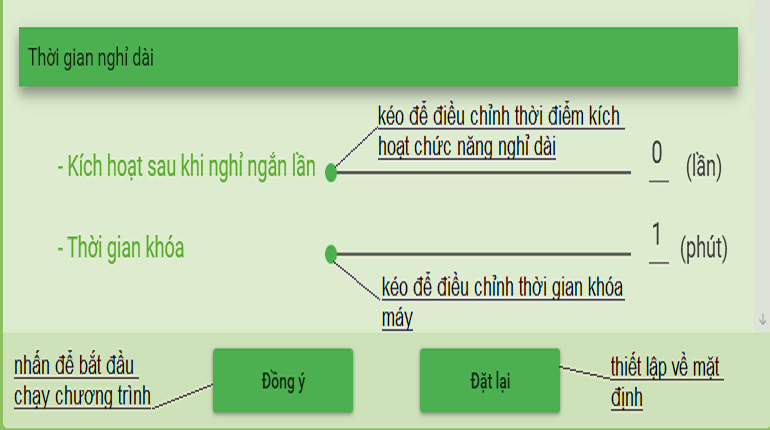 Thời gian nghỉ dài
kéo để điều chỉnh thời điểm kích
hoạt chức năng nghỉ dài
- Kích hoạt sau khi nghỉ ngắn lần
0 (lần)
- Thời gian khóa
1 (phút)
kéo để điều chỉnh thời gian khóa
máy
nhấn để bắt đầu
chạy chương trình
Đồng ý
Đặt lại
thiết lập về mặt
định